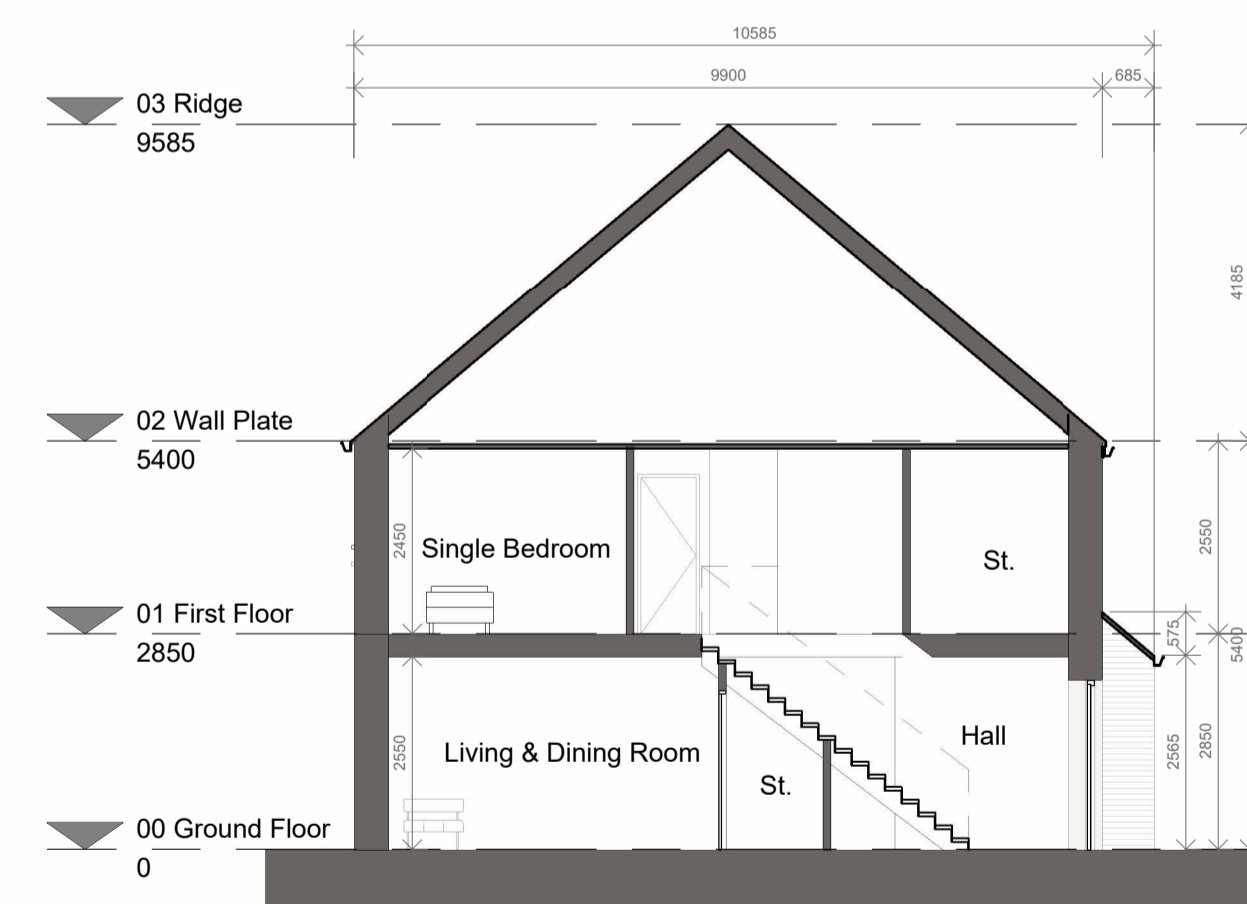 10585
9900
685
03 Ridge
9585
4185
02 Wall Plate
5400
2450
Single Bedroom
St.
2550
01 First Floor
2850
575
5400
2550
Living & Dining Room
St.
Hall
2565
2850
00 Ground Floor
0